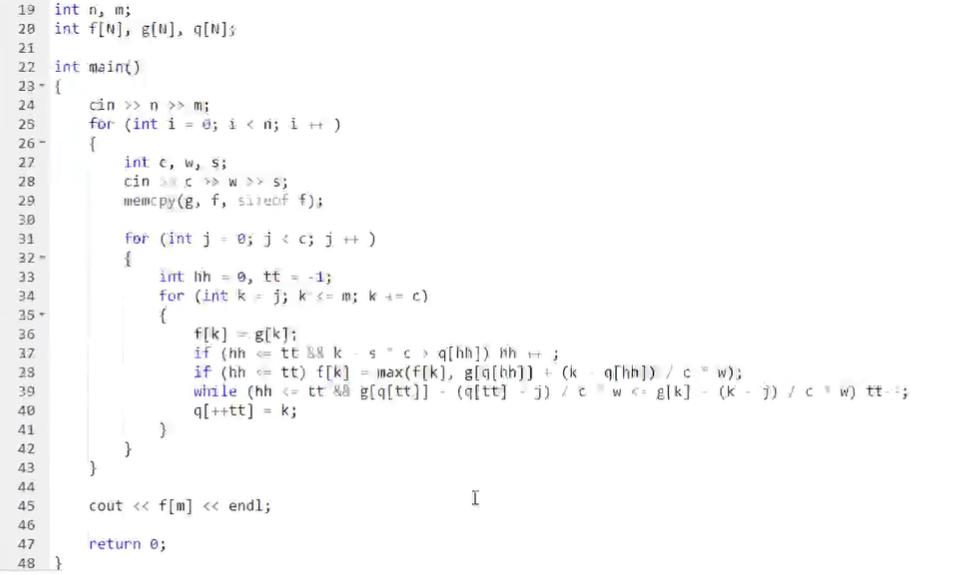 19 int n, m;
20 int f[N], g[N], q[N];
21
22 int main()
23 {
24 cin >> n >> m;
25 for (int i = 0; i < n; i ++ )
26 {
27 int c, w, s;
28 cin >> c >> w >> s;
29 memcpy(g, f, sizeof f);
30
31 for (int j = 0; j < c; j ++ )
32 {
33 int hh = 0, tt = -1;
34 for (int k = j; k <= m; k += c)
35 {
36 f[k] = g[k];
37 if (hh <= tt && k - s * c > q[hh]) hh ++ ;
38 if (hh <= tt) f[k] = max(f[k], g[q[hh]] + (k - q[hh]) / c * w);
39 while (hh <= tt && g[q[tt]] - (q[tt] - j) / c * w <= g[k] - (k - j) / c * w) tt--;
40 q[++tt] = k;
41 }
42 }
43 }
44
45 cout << f[m] << endl;
46
47 return 0;
48 }